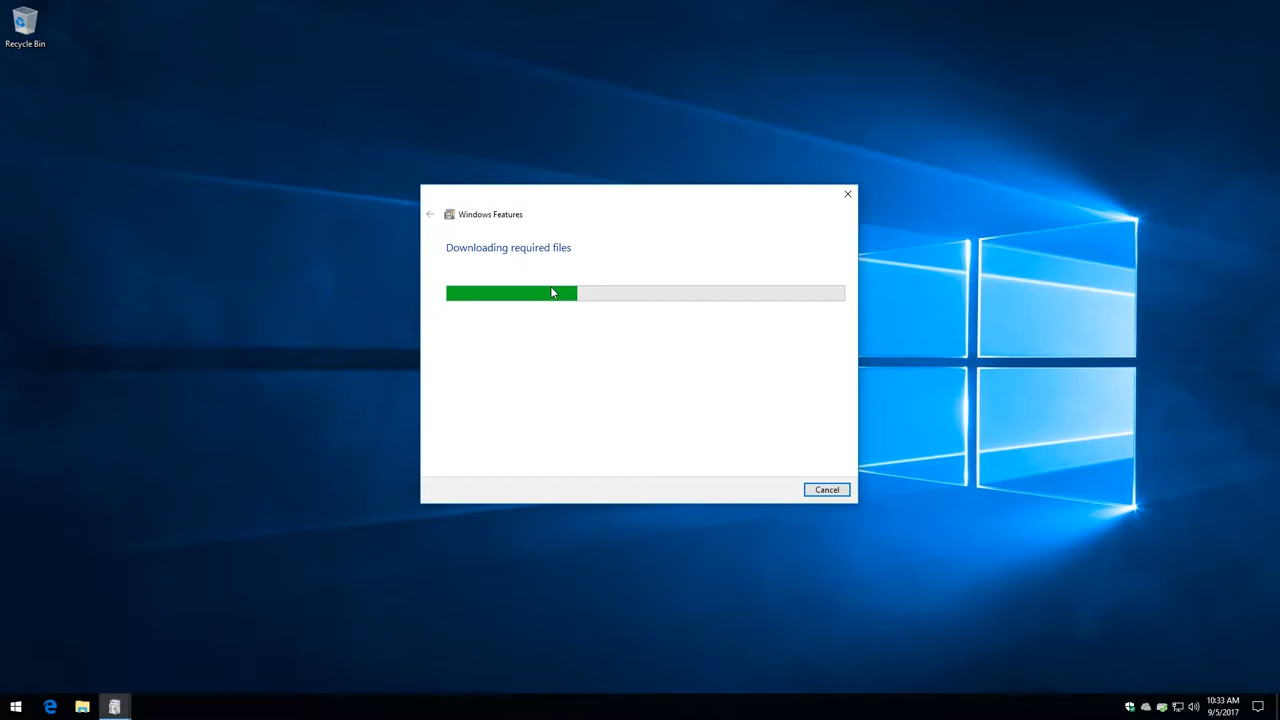 Recycle Bin
Windows Features
Downloading required files
Cancel
10:33 AM
9/5/2017